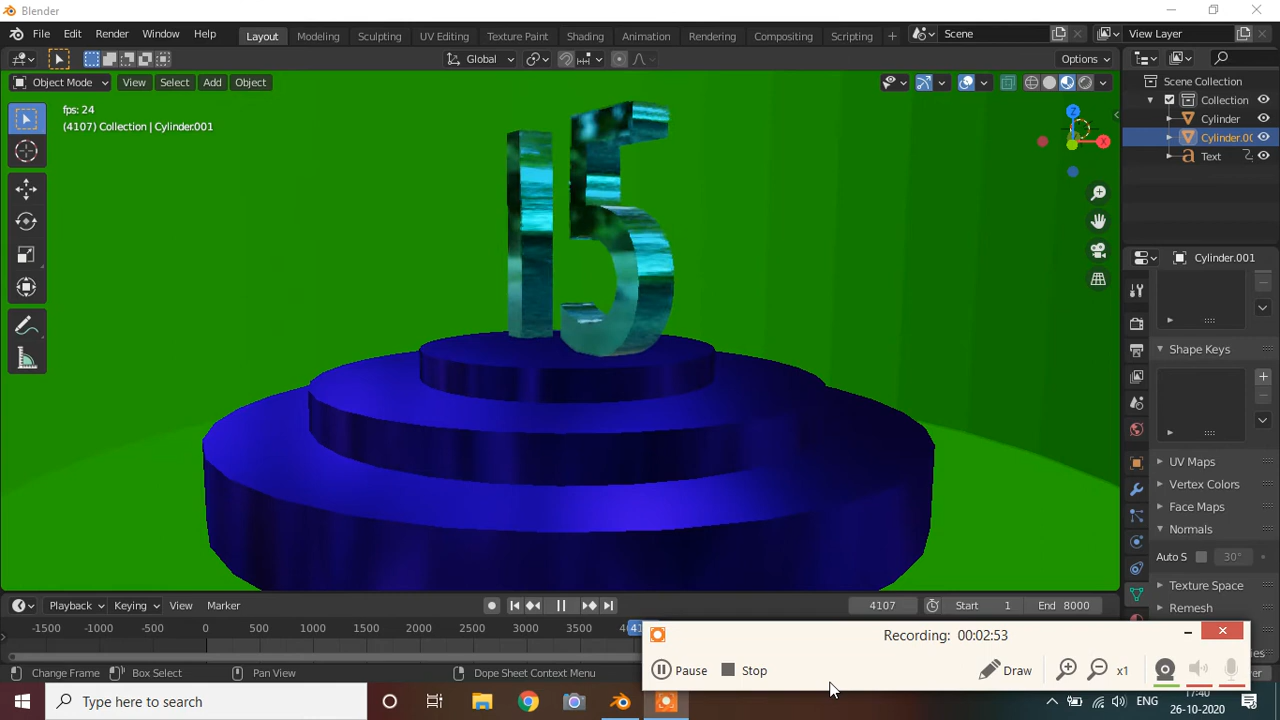 Blender
File Edit Render Window Help Layout Modeling Sculpting UV Editing Texture Paint Shading Animation Rendering Compositing Scripting + Scene View Layer
Global Options
Object Mode View Select Add Object
Scene Collection
fps: 24
(4107) Collection | Cylinder.001
Collection
Cylinder
Cylinder.00
Text
Z
X
15
Cylinder.001
Shape Keys
UV Maps
Vertex Colors
Face Maps
Normals
Auto S 30°
Texture Space
Remesh
Playback Keying View Marker 4107 Start 1 End 8000
-1500 -1000 -500 0 500 1000 1500 2000 2500 3000 3500
Recording: 00:02:53
Pause Stop Draw x1
Change Frame Box Select Pan View Dope Sheet Context Menu
Type here to search
ENG
17:40
26-10-2020